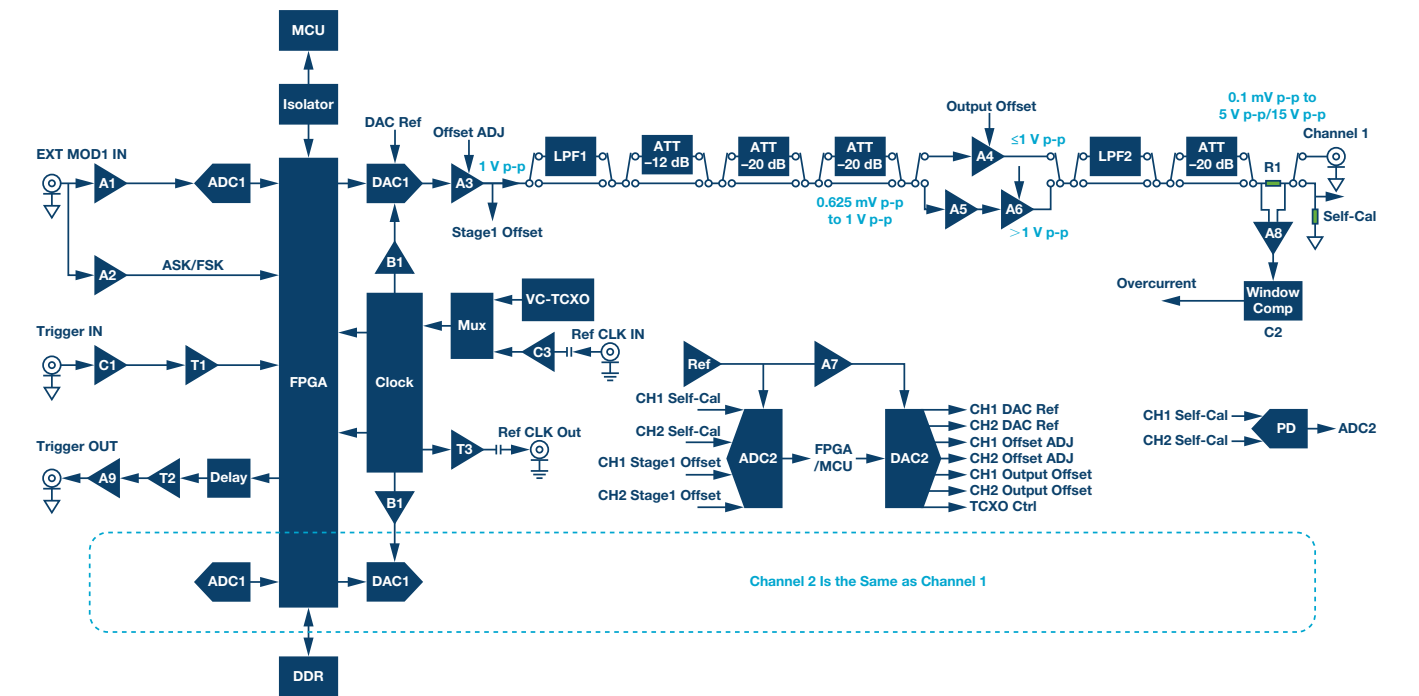 MCU
Isolator
EXT MOD1 IN
A1
ADC1
A2
ASK/FSK
Trigger IN
C1
T1
FPGA
Trigger OUT
A9
T2
Delay
DAC Ref
DAC1
Offset ADJ
A3
1 V p-p
Stage1 Offset
B1
Clock
Mux
VC-TCXO
Ref CLK IN
C3
T3
Ref CLK Out
B1
LPF1
ATT
–12 dB
ATT
–20 dB
ATT
–20 dB
0.625 mV p-p
to 1 V p-p
Output Offset
A4
≤1 V p-p
A5
A6
>1 V p-p
LPF2
ATT
–20 dB
0.1 mV p-p to
5 V p-p/15 V p-p
Channel 1
R1
Self-Cal
A8
Overcurrent
Window
Comp
C2
Ref
A7
CH1 Self-Cal
CH2 Self-Cal
CH1 Stage1 Offset
CH2 Stage1 Offset
ADC2
FPGA
/MCU
DAC2
CH1 DAC Ref
CH2 DAC Ref
CH1 Offset ADJ
CH2 Offset ADJ
CH1 Output Offset
CH2 Output Offset
TCXO Ctrl
CH1 Self-Cal
CH2 Self-Cal
PD
ADC2
ADC1
DAC1
Channel 2 Is the Same as Channel 1
DDR